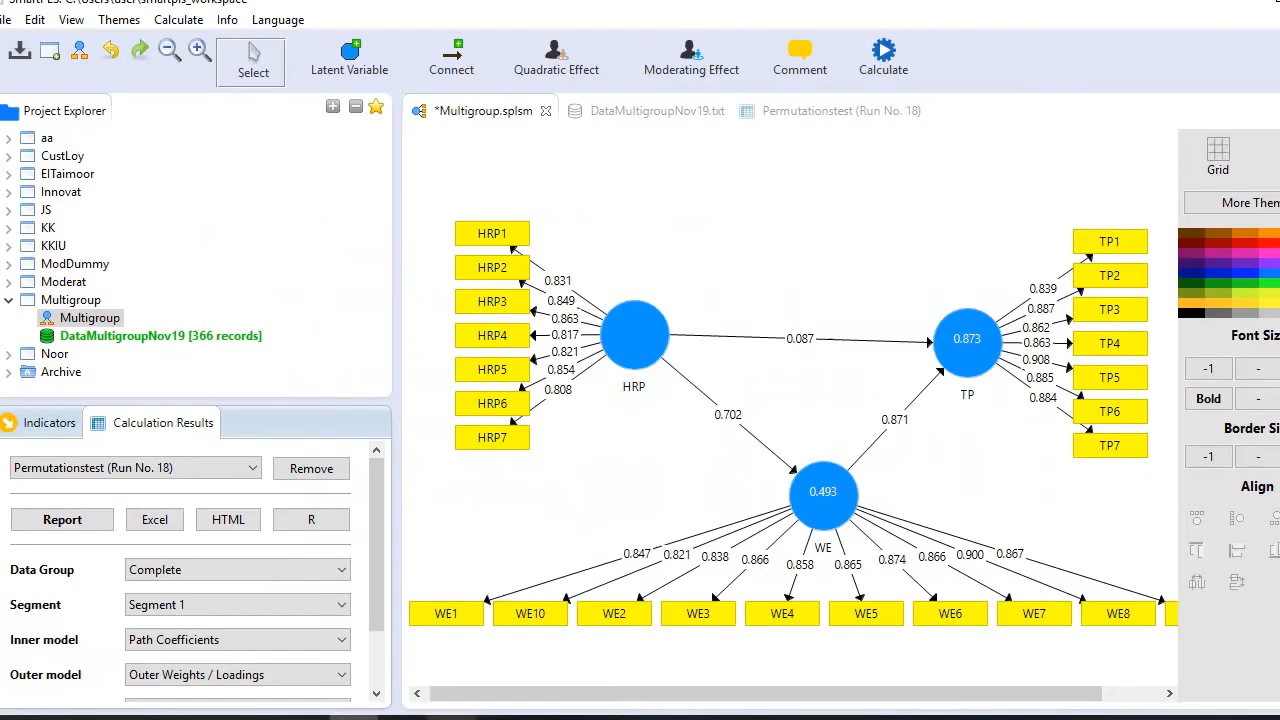 SmartPLS: C:\Users\user\smartpls_workspace
ile Edit View Themes Calculate Info Language
Select Latent Variable Connect Quadratic Effect Moderating Effect Comment Calculate
Project Explorer
*Multigroup.splsm DataMultigroupNov19.txt Permutationstest (Run No. 18)
aa
CustLoy
ElTaimoor
Innovat
JS
KK
KKIU
ModDummy
Moderat
Multigroup
Multigroup
DataMultigroupNov19 [366 records]
Noor
Archive
Indicators Calculation Results
Permutationstest (Run No. 18) Remove
Report Excel HTML R
Data Group Complete
Segment Segment 1
Inner model Path Coefficients
Outer model Outer Weights / Loadings
HRP1
HRP2
HRP3
HRP4
HRP5
HRP6
HRP7
0.831
0.849
0.863
0.817
0.821
0.854
0.808
HRP
0.087
0.702
0.871
0.873
TP
0.839
0.887
0.862
0.863
0.908
0.885
0.884
TP1
TP2
TP3
TP4
TP5
TP6
TP7
0.493
WE
0.847 0.821 0.838 0.866 0.858 0.865 0.874 0.866 0.900 0.867
WE1 WE10 WE2 WE3 WE4 WE5 WE6 WE7 WE8
Grid
More Them
Font Siz
-1 -
Bold -
Border Si
-1 -
Align